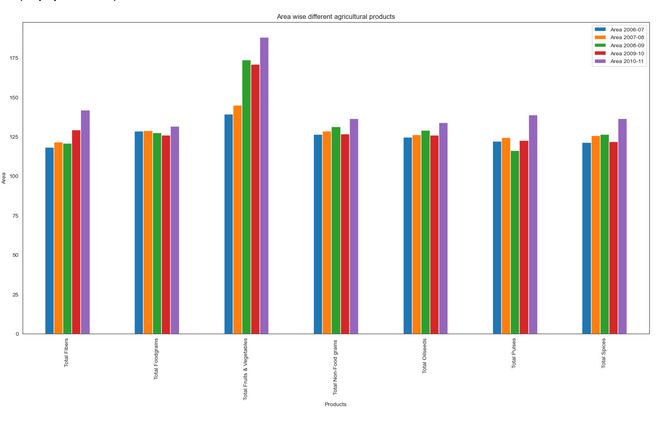 Area wise different agricultural products
Area 2006-07
Area 2007-08
Area 2008-09
Area 2009-10
Area 2010-11
175
150
125
100
75
50
25
0
Area
Total Fibers
Total Foodgrains
Total Fruits & Vegetables
Total Non-Food grains
Total Oilseeds
Total Pulses
Total Spices
Products